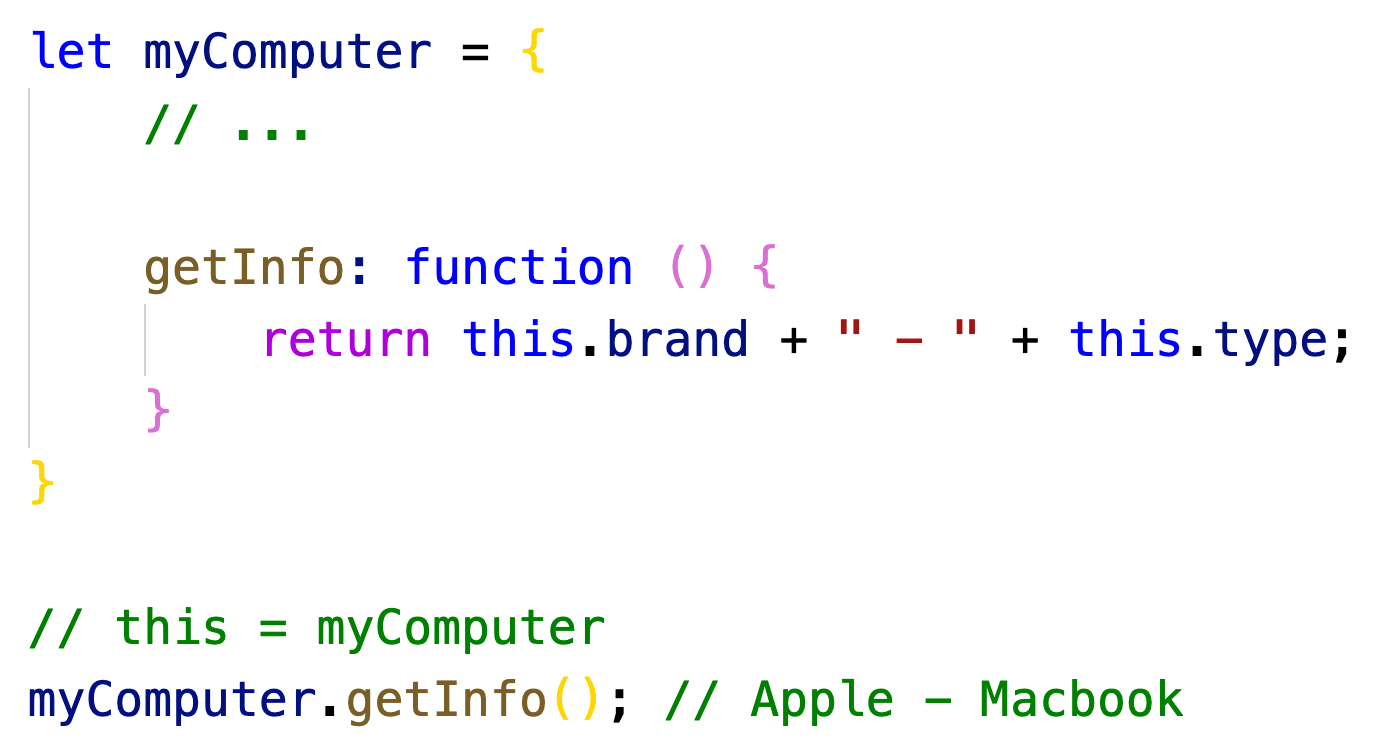 let myComputer = {
    // ...

    getInfo: function () {
        return this.brand + " - " + this.type;
    }
}

// this = myComputer
myComputer.getInfo(); // Apple - Macbook